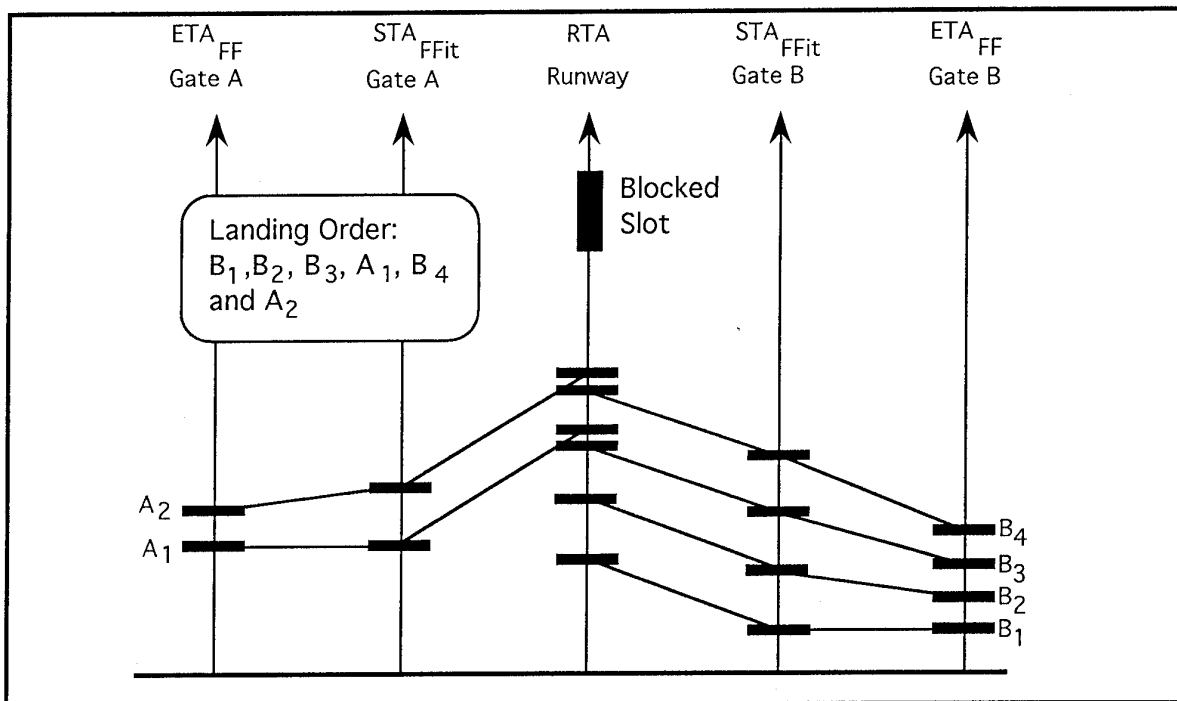 ETA FF Gate A
STA FFit Gate A
RTA Runway
STA FFit Gate B
ETA FF Gate B
Blocked
Slot
Landing Order:
B1,B2, B3, A1, B4
and A2
A2
A1
B4
B3
B2
B1